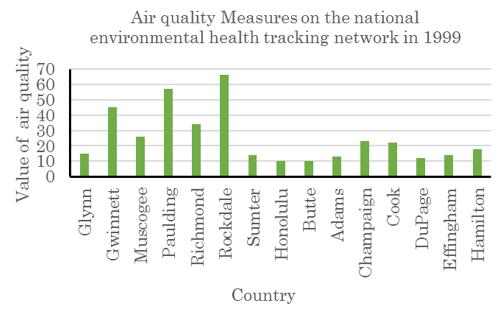 Air quality Measures on the national
environmental health tracking network in 1999
Value of air quality
70
60
50
40
30
20
10
0
Glynn
Gwinnett
Muscogee
Paulding
Richmond
Rockdale
Sumter
Honolulu
Butte
Adams
Champaign
Cook
DuPage
Effingham
Hamilton
Country